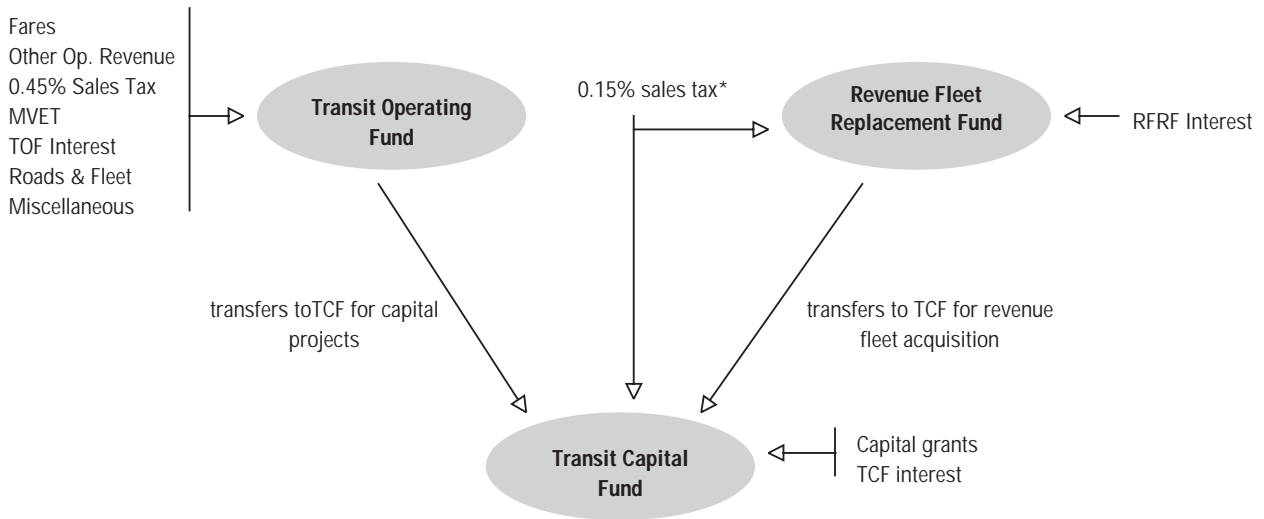 Fares
Other Op. Revenue
0.45% Sales Tax
MVET
TOF Interest
Roads & Fleet
Miscellaneous
Transit Operating
Fund
0.15% sales tax*
Revenue Fleet
Replacement Fund
RFRF Interest
transfers toTCF for capital
projects
transfers to TCF for revenue
fleet acquisition
Transit Capital
Fund
Capital grants
TCF interest